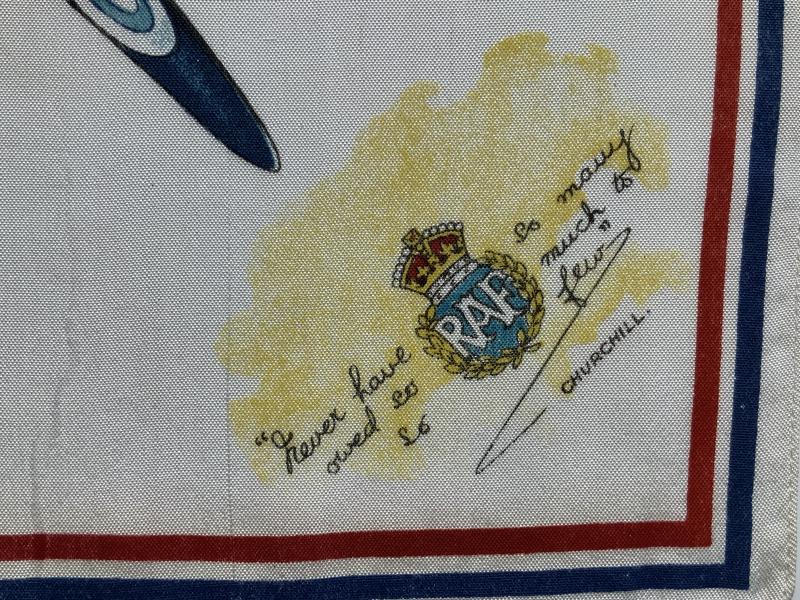 “never have so many
owed so much to
so few”
RAF
CHURCHILL.